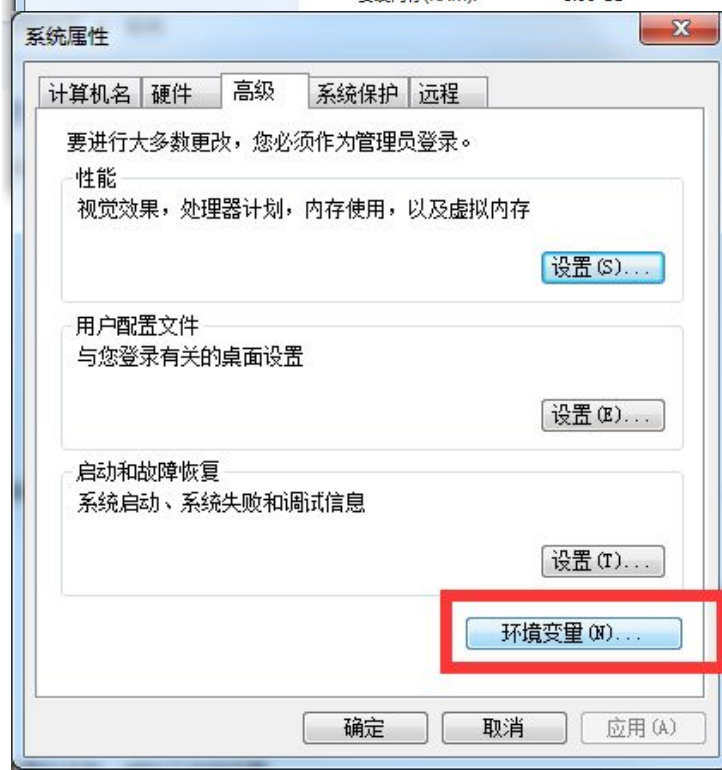 系统属性
计算机名 硬件 高级 系统保护 远程
要进行大多数更改，您必须作为管理员登录。
性能
视觉效果，处理器计划，内存使用，以及虚拟内存
设置(S)...
用户配置文件
与您登录有关的桌面设置
设置(E)...
启动和故障恢复
系统启动、系统失败和调试信息
设置(T)...
环境变量(N)...
确定 取消 应用(A)